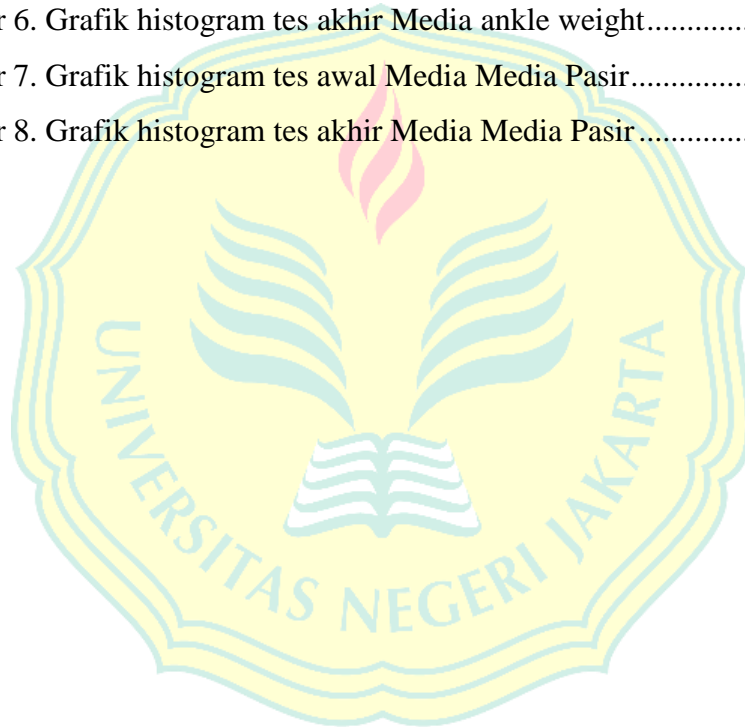 r 6. Grafik histogram tes akhir Media ankle weight.............
r 7. Grafik histogram tes awal Media Media Pasir...............
r 8. Grafik histogram tes akhir Media Media Pasir..............
UNIVERSITAS NEGERI JAKARTA